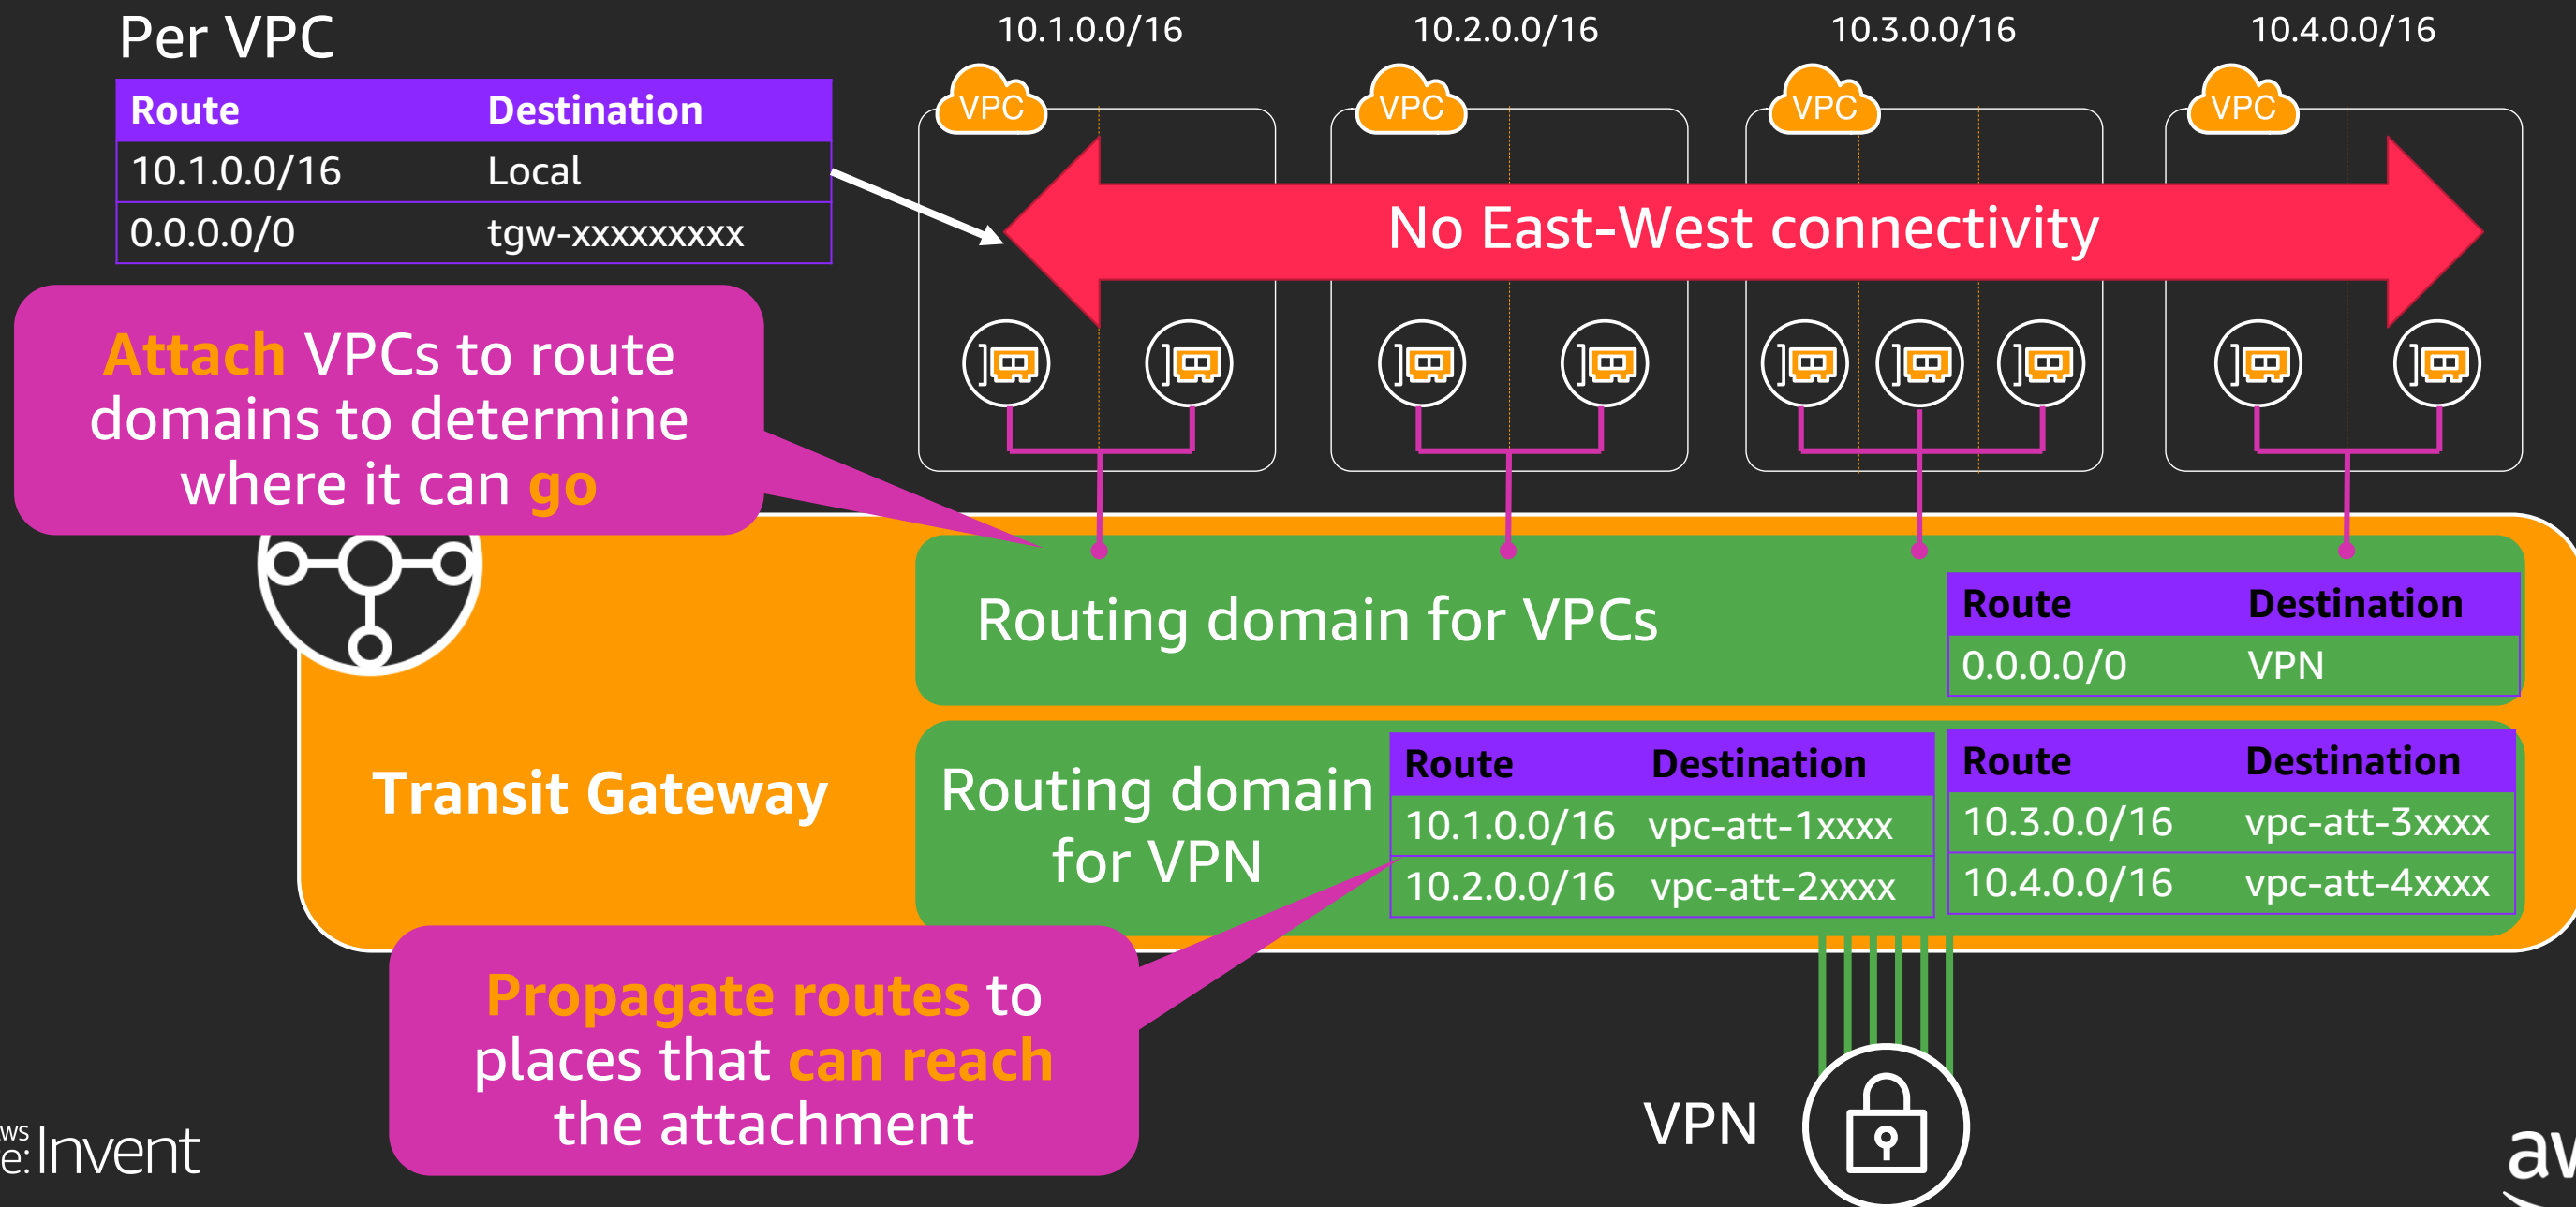 Per VPC
Route Destination
10.1.0.0/16 Local
0.0.0.0/0 tgw-xxxxxxxxx
10.1.0.0/16
10.2.0.0/16
10.3.0.0/16
10.4.0.0/16
VPC
VPC
VPC
VPC
No East-West connectivity
Attach VPCs to route
domains to determine
where it can go
Routing domain for VPCs
Route Destination
0.0.0.0/0 VPN
Transit Gateway
Routing domain
for VPN
Route Destination
10.1.0.0/16 vpc-att-1xxxx
10.2.0.0/16 vpc-att-2xxxx
Route Destination
10.3.0.0/16 vpc-att-3xxxx
10.4.0.0/16 vpc-att-4xxxx
Propagate routes to
places that can reach
the attachment
VPN
re:Invent